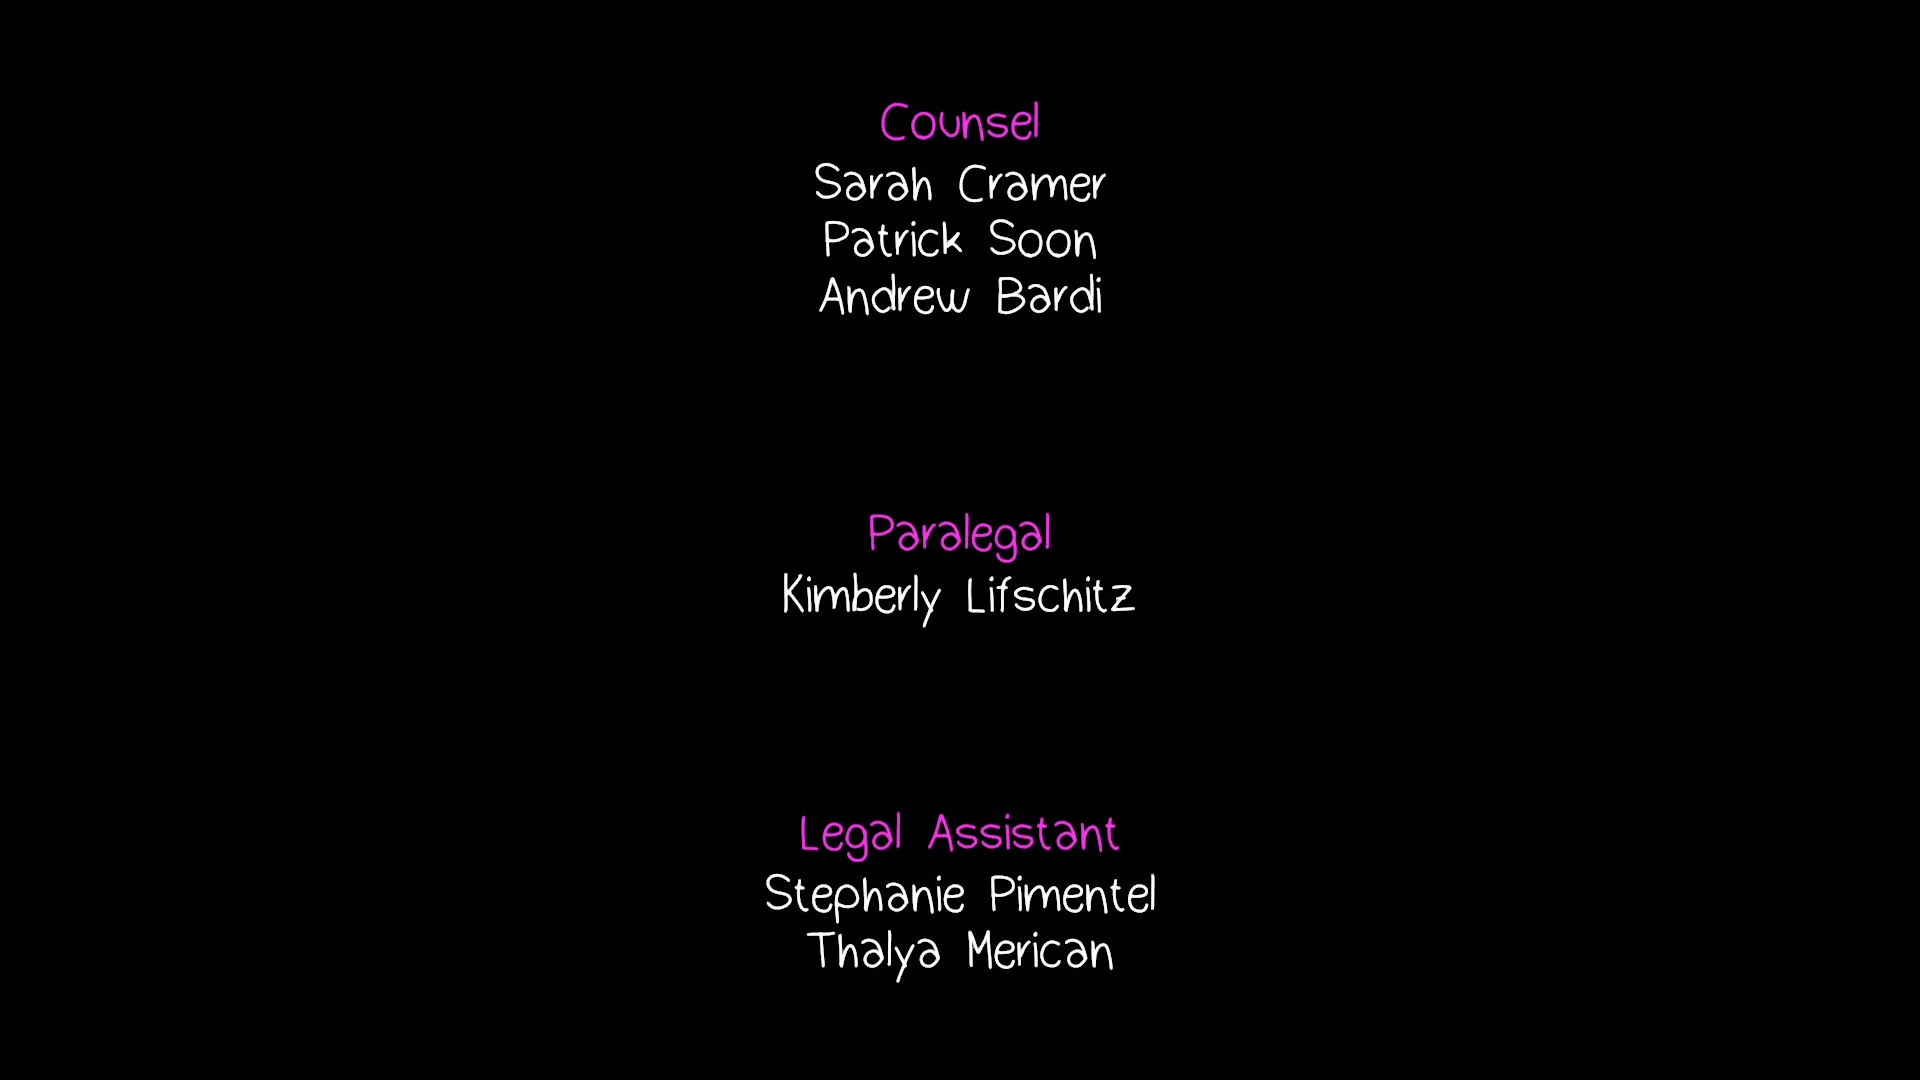 Counsel
Sarah Cramer
Patrick Soon
Andrew Bardi
Paralegal
Kimberly Lifschitz
Legal Assistant
Stephanie Pimentel
Thalya Merican